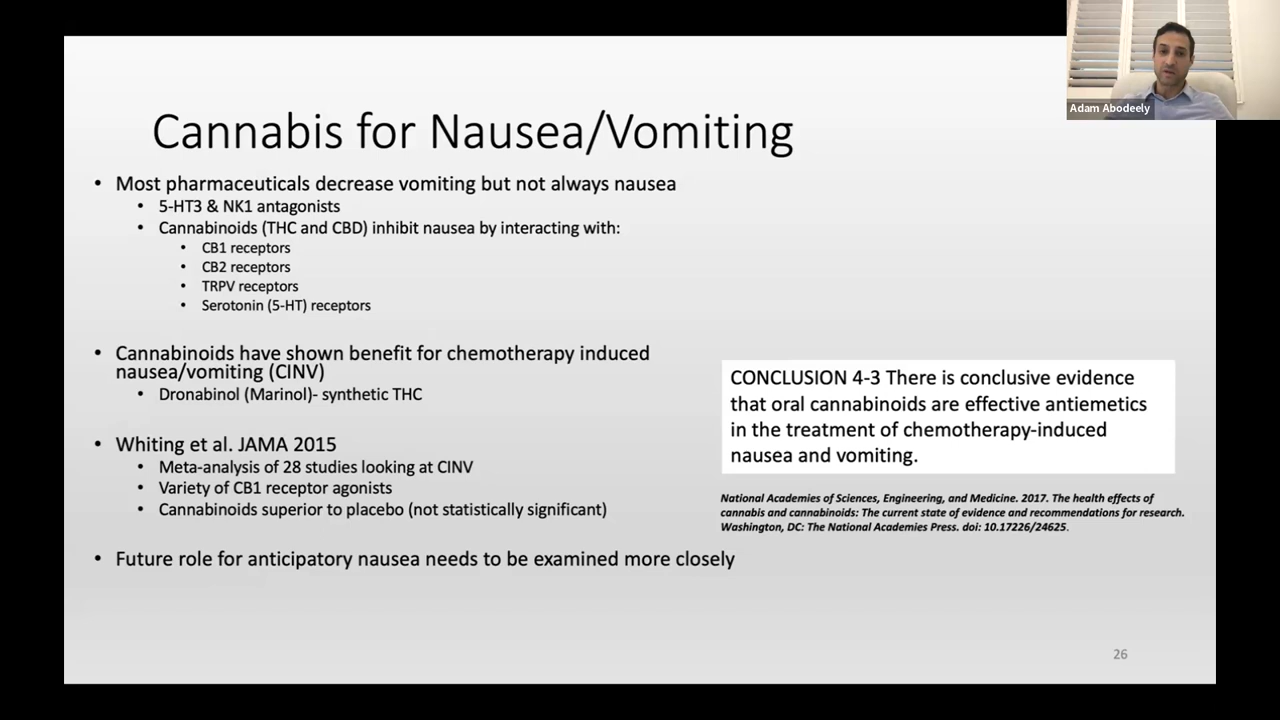 Adam Abodeely
Cannabis for Nausea/Vomiting
• Most pharmaceuticals decrease vomiting but not always nausea
• 5-HT3 & NK1 antagonists
• Cannabinoids (THC and CBD) inhibit nausea by interacting with:
• CB1 receptors
• CB2 receptors
• TRPV receptors
• Serotonin (5-HT) receptors
• Cannabinoids have shown benefit for chemotherapy induced
nausea/vomiting (CINV)
• Dronabinol (Marinol)- synthetic THC
• Whiting et al. JAMA 2015
• Meta-analysis of 28 studies looking at CINV
• Variety of CB1 receptor agonists
• Cannabinoids superior to placebo (not statistically significant)
• Future role for anticipatory nausea needs to be examined more closely
CONCLUSION 4-3 There is conclusive evidence
that oral cannabinoids are effective antiemetics
in the treatment of chemotherapy-induced
nausea and vomiting.
National Academies of Sciences, Engineering, and Medicine. 2017. The health effects of
cannabis and cannabinoids: The current state of evidence and recommendations for research.
Washington, DC: The National Academies Press. doi: 10.17226/24625.
26